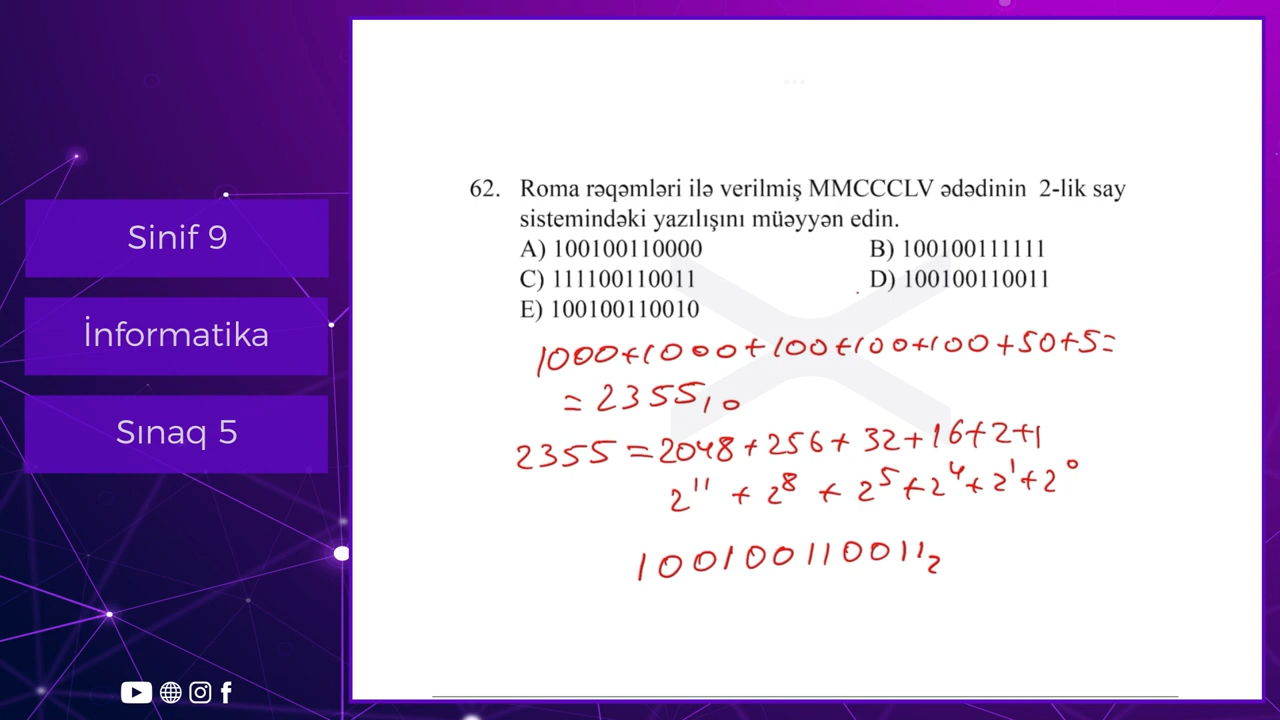 Sinif 9
İnformatika
Sınaq 5
62. Roma rəqəmləri ilə verilmiş MMCCCLV ədədinin 2-lik say
sistemindəki yazılışını müəyyən edin.
A) 100100110000 B) 100100111111
C) 111100110011 D) 100100110011
E) 100100110010
1000+1000+100+100+100+50+5=
=2355₁₀
2355=2048+256+32+16+2+1
2¹¹+2⁸+2⁵+2⁴+2¹+2⁰
100100110011₂